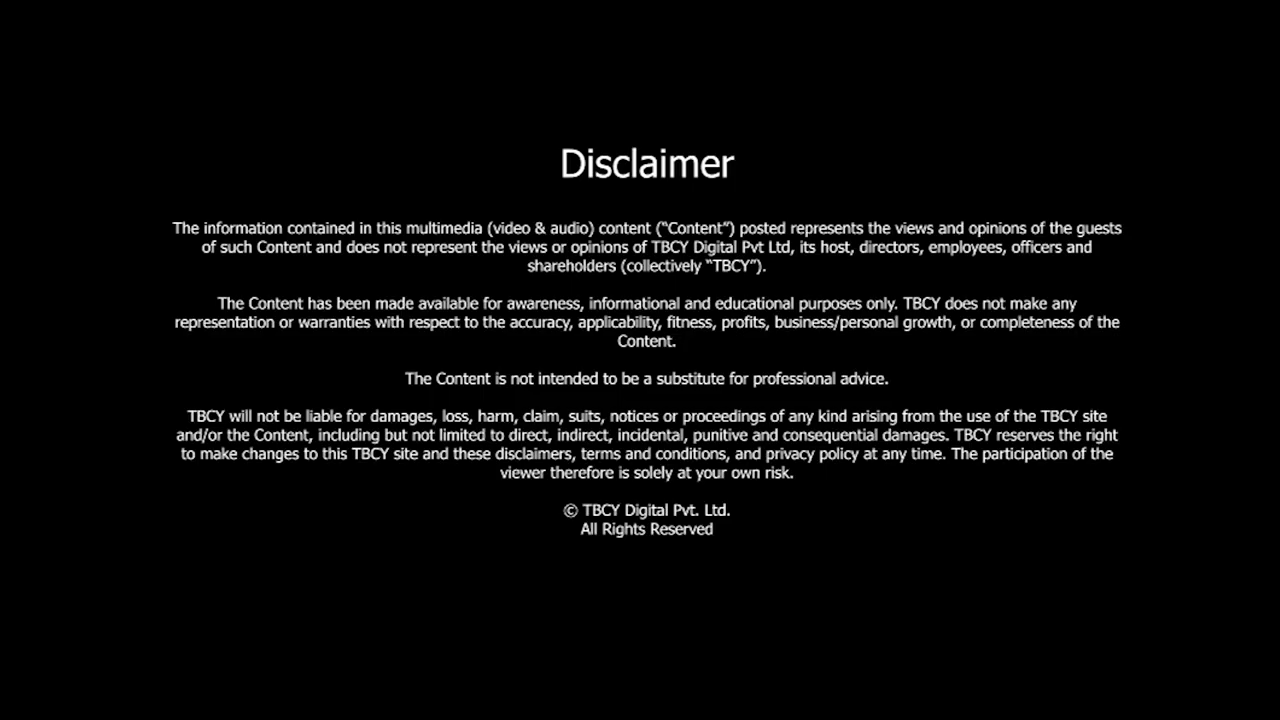 Disclaimer
The information contained in this multimedia (video & audio) content (“Content”) posted represents the views and opinions of the guests
of such Content and does not represent the views or opinions of TBCY Digital Pvt Ltd, its host, directors, employees, officers and
shareholders (collectively “TBCY”).
The Content has been made available for awareness, informational and educational purposes only. TBCY does not make any
representation or warranties with respect to the accuracy, applicability, fitness, profits, business/personal growth, or completeness of the
Content.
The Content is not intended to be a substitute for professional advice.
TBCY will not be liable for damages, loss, harm, claim, suits, notices or proceedings of any kind arising from the use of the TBCY site
and/or the Content, including but not limited to direct, indirect, incidental, punitive and consequential damages. TBCY reserves the right
to make changes to this TBCY site and these disclaimers, terms and conditions, and privacy policy at any time. The participation of the
viewer therefore is solely at your own risk.
© TBCY Digital Pvt. Ltd.
All Rights Reserved